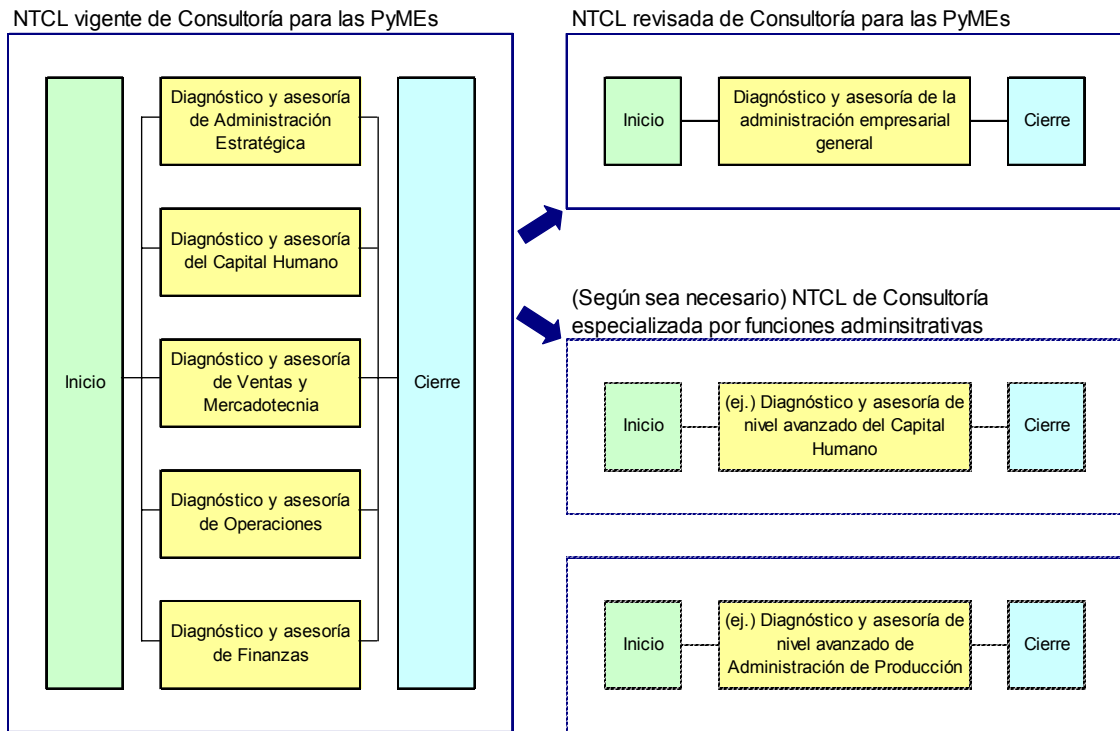 NTCL vigente de Consultoría para las PyMEs
Inicio
Diagnóstico y asesoría
de Administración
Estratégica
Diagnóstico y asesoría
del Capital Humano
Diagnóstico y asesoría
de Ventas y
Mercadotecnia
Diagnóstico y asesoría
de Operaciones
Diagnóstico y asesoría
de Finanzas
Cierre
NTCL revisada de Consultoría para las PyMEs
Inicio
Diagnóstico y asesoría de la
administración empresarial
general
Cierre
(Según sea necesario) NTCL de Consultoría
especializada por funciones adminsitrativas
Inicio
(ej.) Diagnóstico y asesoría de
nivel avanzado del Capital
Humano
Cierre
Inicio
(ej.) Diagnóstico y asesoría de
nivel avanzado de
Administración de Producción
Cierre